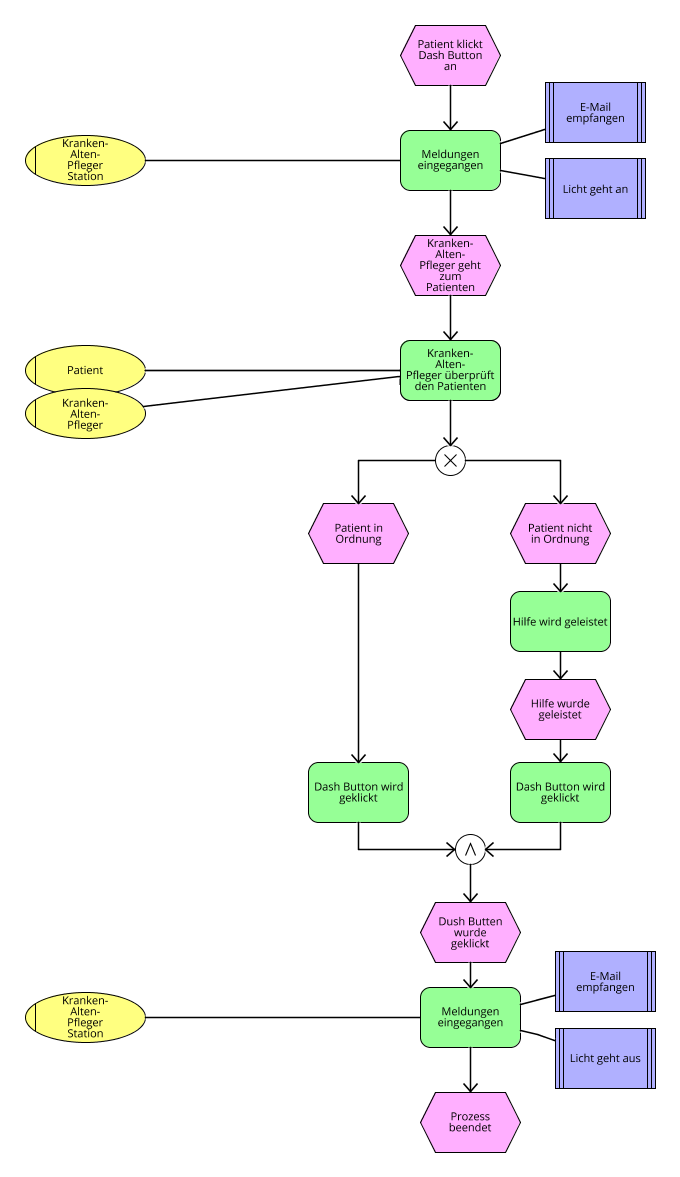 Patient klickt
Dash Button
an
E-Mail
empfangen
Kranken-
Alten-
Pfleger
Station
Meldungen
eingegangen
Licht geht an
Kranken-
Alten-
Pfleger geht
zum
Patienten
Patient
Kranken-
Alten-
Pfleger überprüft
den Patienten
Kranken-
Alten-
Pfleger
Patient in
Ordnung
Patient nicht
in Ordnung
Hilfe wird geleistet
Hilfe wurde
geleistet
Dash Button wird
geklickt
Dash Button wird
geklickt
Dush Butten
wurde
geklickt
E-Mail
empfangen
Kranken-
Alten-
Pfleger
Station
Meldungen
eingegangen
Licht geht aus
Prozess
beendet